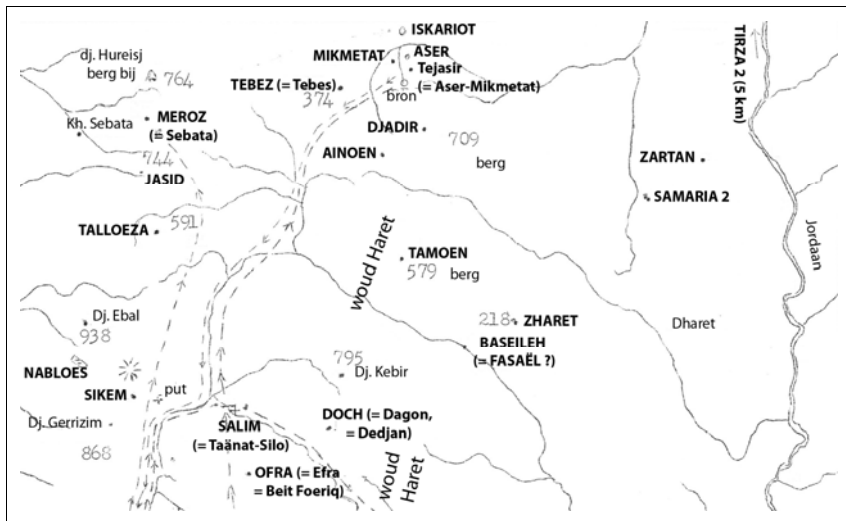 ISKARIOT
dj. Hureisj
berg bij
764
MIKMETAT
ASER
Tejasir
(= Aser-Mikmetat)
TEBEZ (= Tebes)
374
bron
TIRZA 2 (5 km)
Kh. Sebata
MEROZ
(= Sebata)
DJADIR
709
berg
744
JASID
AINOEN
ZARTAN
SAMARIA 2
TALLOEZA
591
woud Haret
TAMOEN
579 berg
Jordaan
Dj. Ebal
938
218
ZHARET
Dharet
BASEILEH
(= FASAËL ?)
NABLOES
SIKEM
put
795
Dj. Kebir
Dj. Gerrizim
868
SALIM
(= Taänat-Silo)
DOCH (= Dagon,
= Dedjan)
OFRA (= Efra
= Beit Foeriq)
woud
Haret